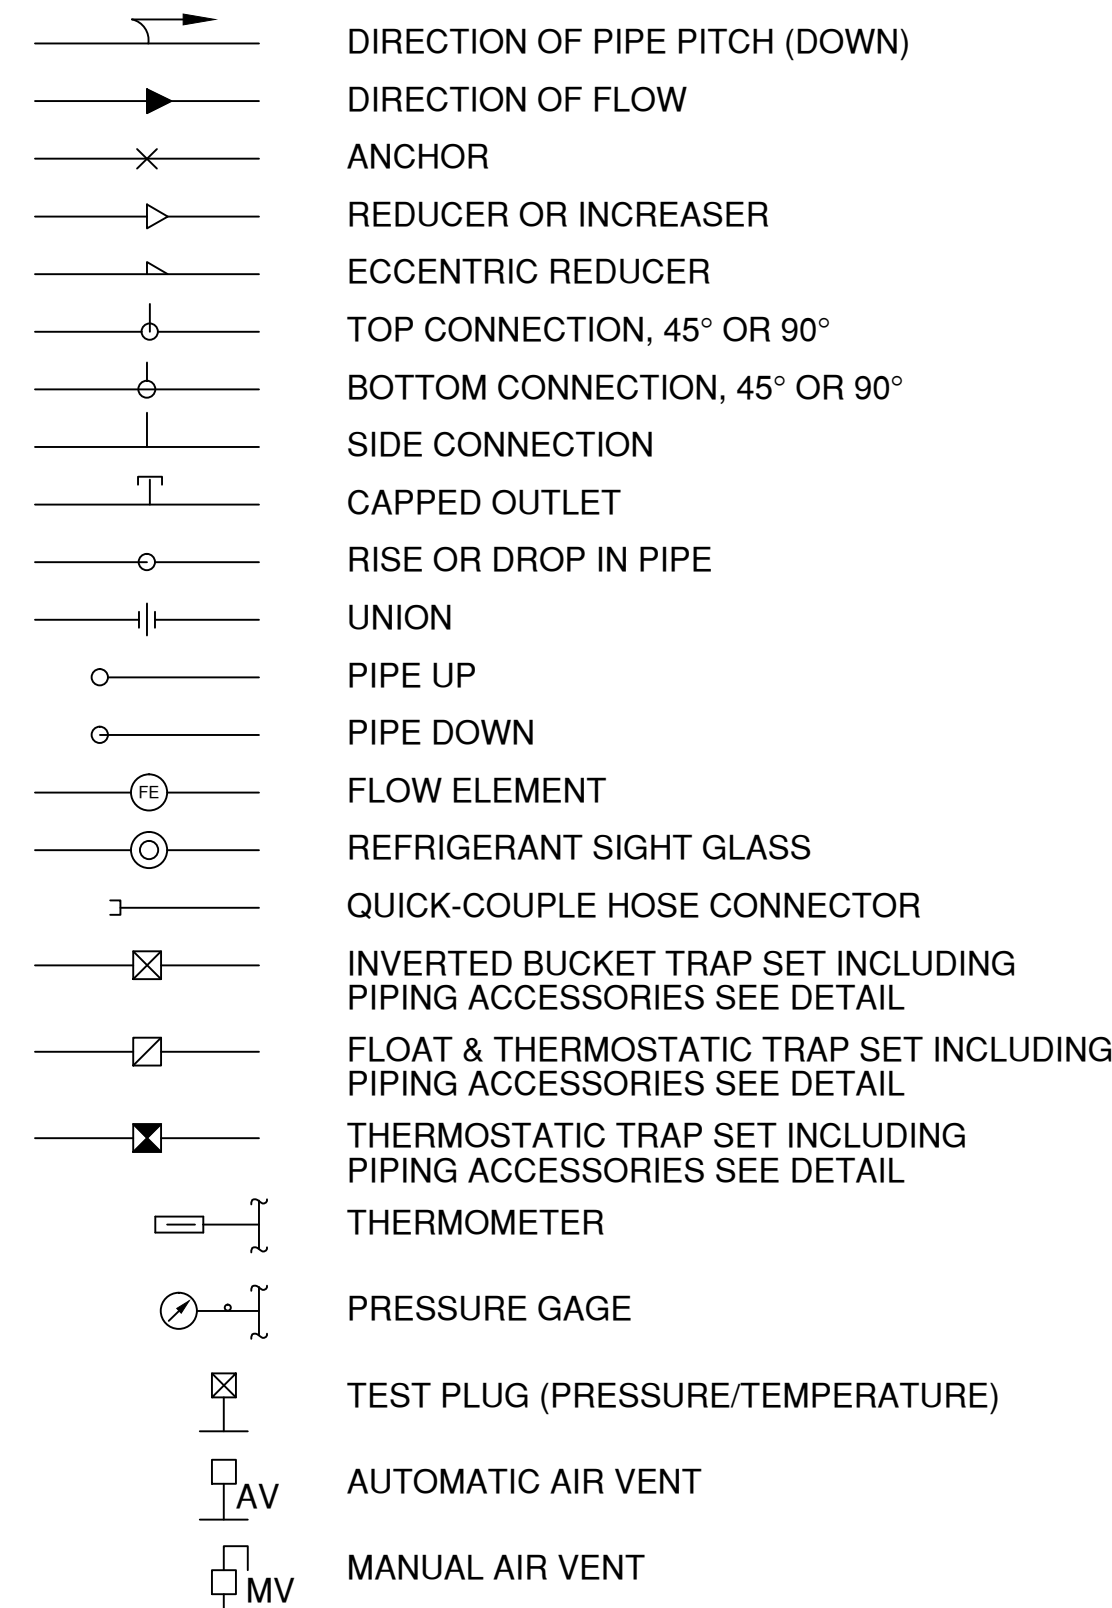 DIRECTION OF PIPE PITCH (DOWN)
DIRECTION OF FLOW
ANCHOR
REDUCER OR INCREASER
ECCENTRIC REDUCER
TOP CONNECTION, 45° OR 90°
BOTTOM CONNECTION, 45° OR 90°
SIDE CONNECTION
CAPPED OUTLET
RISE OR DROP IN PIPE
UNION
PIPE UP
PIPE DOWN
FE FLOW ELEMENT
REFRIGERANT SIGHT GLASS
QUICK-COUPLE HOSE CONNECTOR
INVERTED BUCKET TRAP SET INCLUDING
PIPING ACCESSORIES SEE DETAIL
FLOAT & THERMOSTATIC TRAP SET INCLUDING
PIPING ACCESSORIES SEE DETAIL
THERMOSTATIC TRAP SET INCLUDING
PIPING ACCESSORIES SEE DETAIL
THERMOMETER
PRESSURE GAGE
TEST PLUG (PRESSURE/TEMPERATURE)
AV AUTOMATIC AIR VENT
MV MANUAL AIR VENT